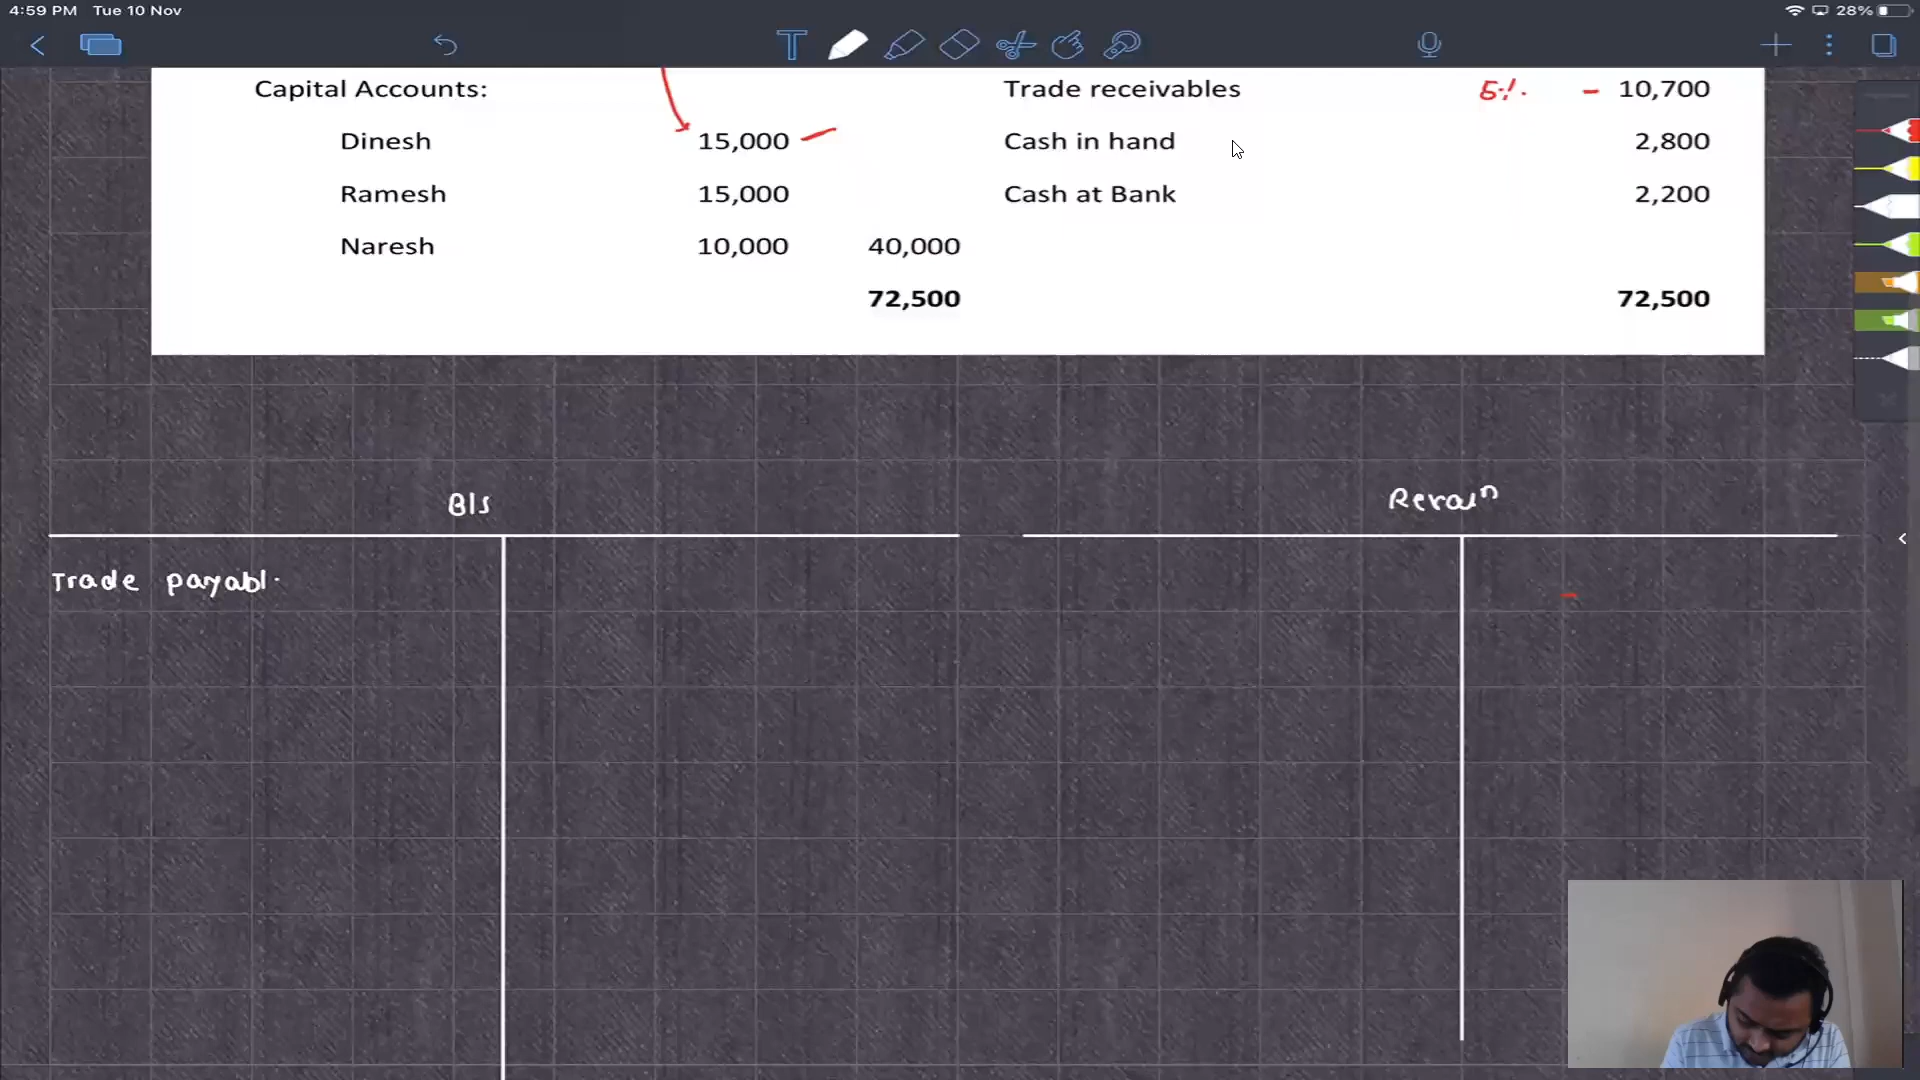 4:59 PM Tue 10 Nov 28%
Capital Accounts: Trade receivables 5% - 10,700
Dinesh 15,000 Cash in hand 2,800
Ramesh 15,000 Cash at Bank 2,200
Naresh 10,000 40,000
72,500 72,500
B/s
Trade payabl.